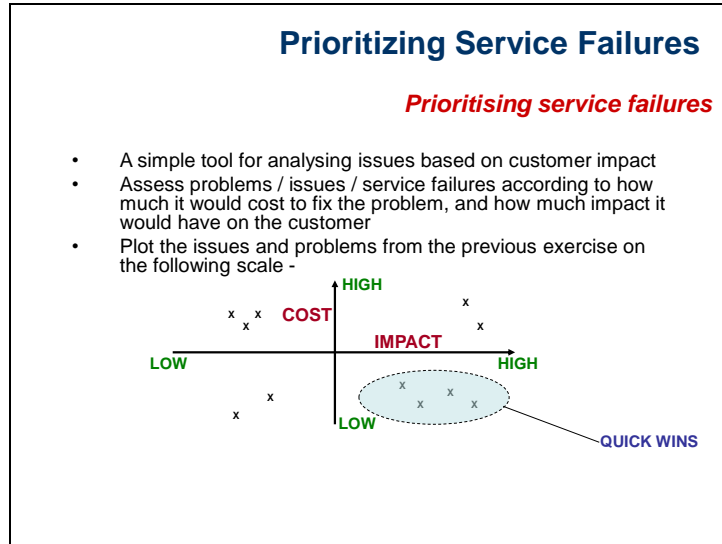 Prioritizing Service Failures
Prioritising service failures
• A simple tool for analysing issues based on customer impact
• Assess problems / issues / service failures according to how
much it would cost to fix the problem, and how much impact it
would have on the customer
• Plot the issues and problems from the previous exercise on
the following scale -
HIGH
x
x x COST
x x
IMPACT
LOW HIGH
x x
x x x
x LOW
QUICK WINS